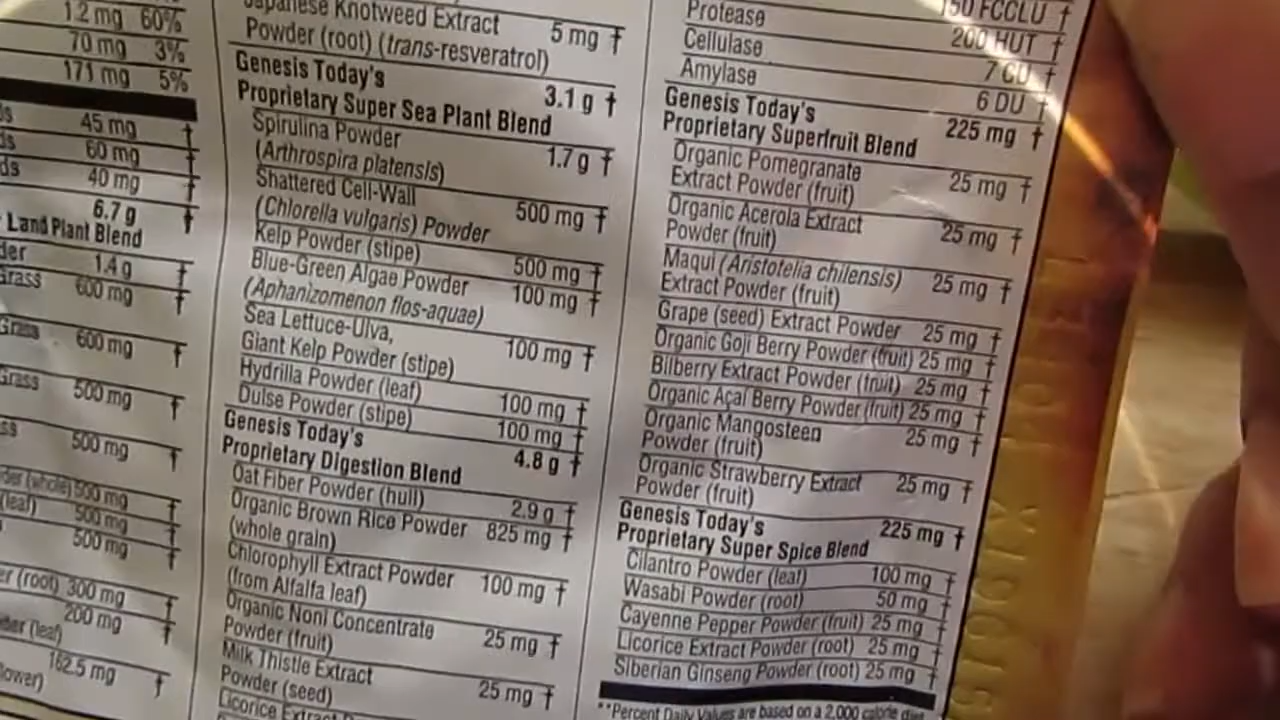 1.2 mg 60%
70 mg 3%
171 mg 5%
45 mg †
60 mg †
40 mg †
6.7 g †
Land Plant Blend
1.4 g †
Grass 600 mg †
Grass 600 mg †
Grass 500 mg †
500 mg †
(whole) 500 mg †
(leaf) 500 mg †
500 mg †
(root) 300 mg †
200 mg †
(leaf)
162.5 mg †
Japanese Knotweed Extract 5 mg †
Powder (root) (trans-resveratrol)
Genesis Today's 3.1 g †
Proprietary Super Sea Plant Blend
Spirulina Powder 1.7 g †
(Arthrospira platensis)
Shattered Cell-Wall 500 mg †
(Chlorella vulgaris) Powder
Kelp Powder (stipe) 500 mg †
Blue-Green Algae Powder 100 mg †
(Aphanizomenon flos-aquae)
Sea Lettuce-Ulva, 100 mg †
Giant Kelp Powder (stipe)
Hydrilla Powder (leaf) 100 mg †
Dulse Powder (stipe) 100 mg †
Genesis Today's 4.8 g †
Proprietary Digestion Blend
Oat Fiber Powder (hull) 2.9 g †
Organic Brown Rice Powder 825 mg †
(whole grain)
Chlorophyll Extract Powder 100 mg †
(from Alfalfa leaf)
Organic Noni Concentrate 25 mg †
Powder (fruit)
Milk Thistle Extract 25 mg †
Powder (seed)
Licorice Extract
Protease 150 FCCLU †
Cellulase 200 HUT †
Amylase 7 CU †
6 DU †
Genesis Today's 225 mg †
Proprietary Superfruit Blend
Organic Pomegranate 25 mg †
Extract Powder (fruit)
Organic Acerola Extract 25 mg †
Powder (fruit)
Maqui (Aristotelia chilensis) 25 mg †
Extract Powder (fruit)
Grape (seed) Extract Powder 25 mg †
Organic Goji Berry Powder (fruit) 25 mg †
Bilberry Extract Powder (fruit) 25 mg †
Organic Açai Berry Powder (fruit) 25 mg †
Organic Mangosteen 25 mg †
Powder (fruit)
Organic Strawberry Extract 25 mg †
Powder (fruit)
Genesis Today's 225 mg †
Proprietary Super Spice Blend
Cilantro Powder (leaf) 100 mg †
Wasabi Powder (root) 50 mg †
Cayenne Pepper Powder (fruit) 25 mg †
Licorice Extract Powder (root) 25 mg †
Siberian Ginseng Powder (root) 25 mg †
**Percent Daily Values are based on a 2,000 calorie diet